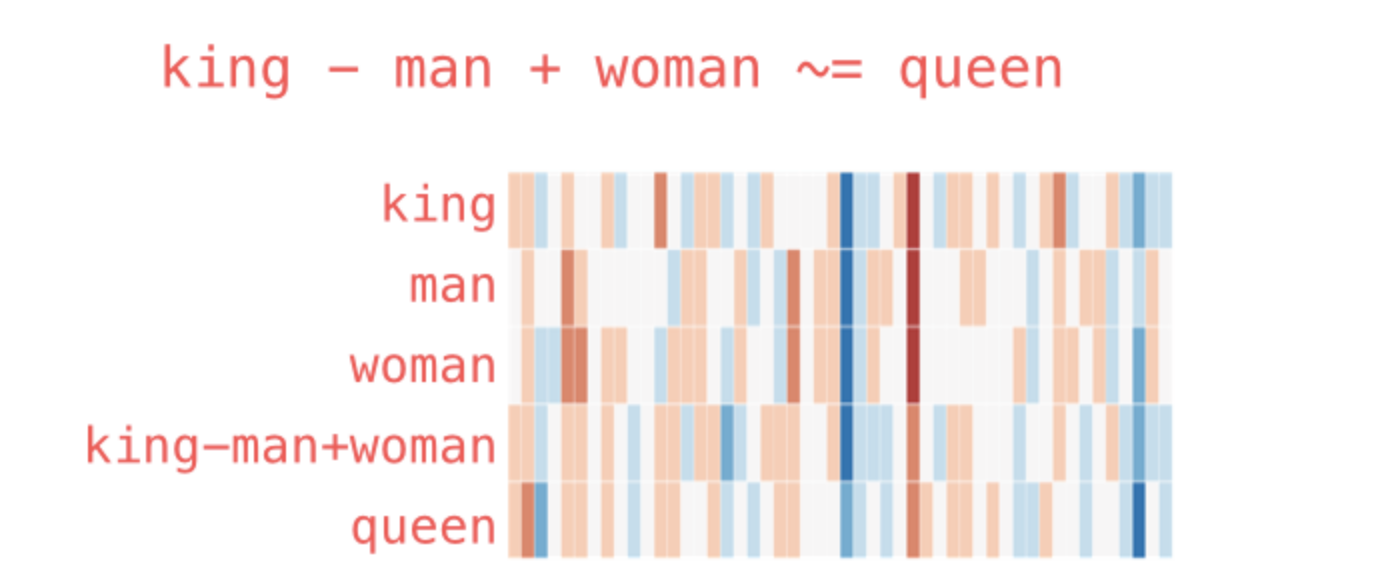 king − man + woman ~= queen
king
man
woman
king−man+woman
queen